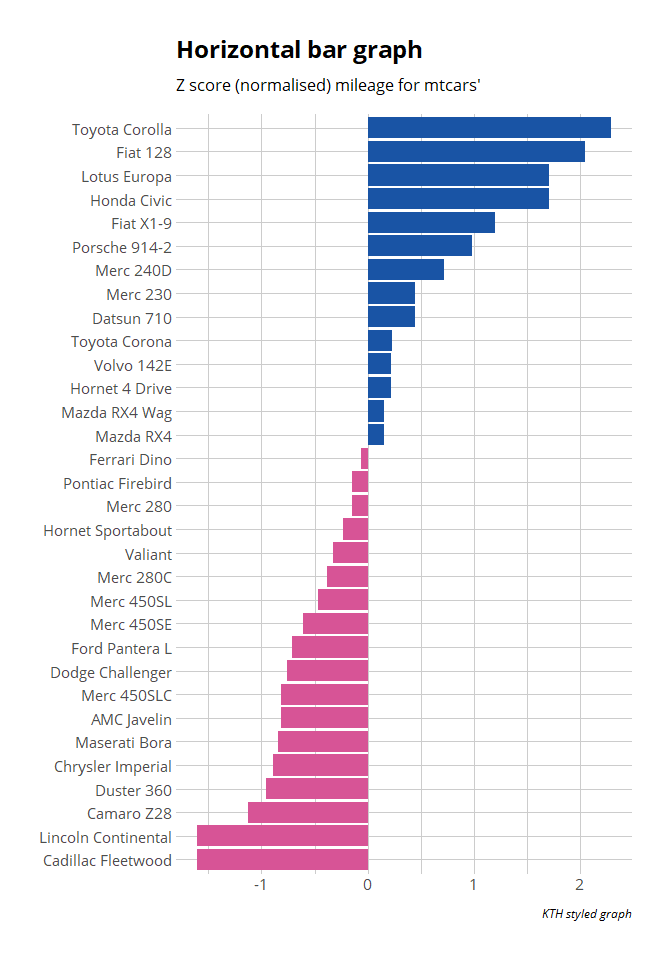 Horizontal bar graph
Z score (normalised) mileage for mtcars'
Toyota Corolla
Fiat 128
Lotus Europa
Honda Civic
Fiat X1-9
Porsche 914-2
Merc 240D
Merc 230
Datsun 710
Toyota Corona
Volvo 142E
Hornet 4 Drive
Mazda RX4 Wag
Mazda RX4
Ferrari Dino
Pontiac Firebird
Merc 280
Hornet Sportabout
Valiant
Merc 280C
Merc 450SL
Merc 450SE
Ford Pantera L
Dodge Challenger
Merc 450SLC
AMC Javelin
Maserati Bora
Chrysler Imperial
Duster 360
Camaro Z28
Lincoln Continental
Cadillac Fleetwood
-1 0 1 2
KTH styled graph